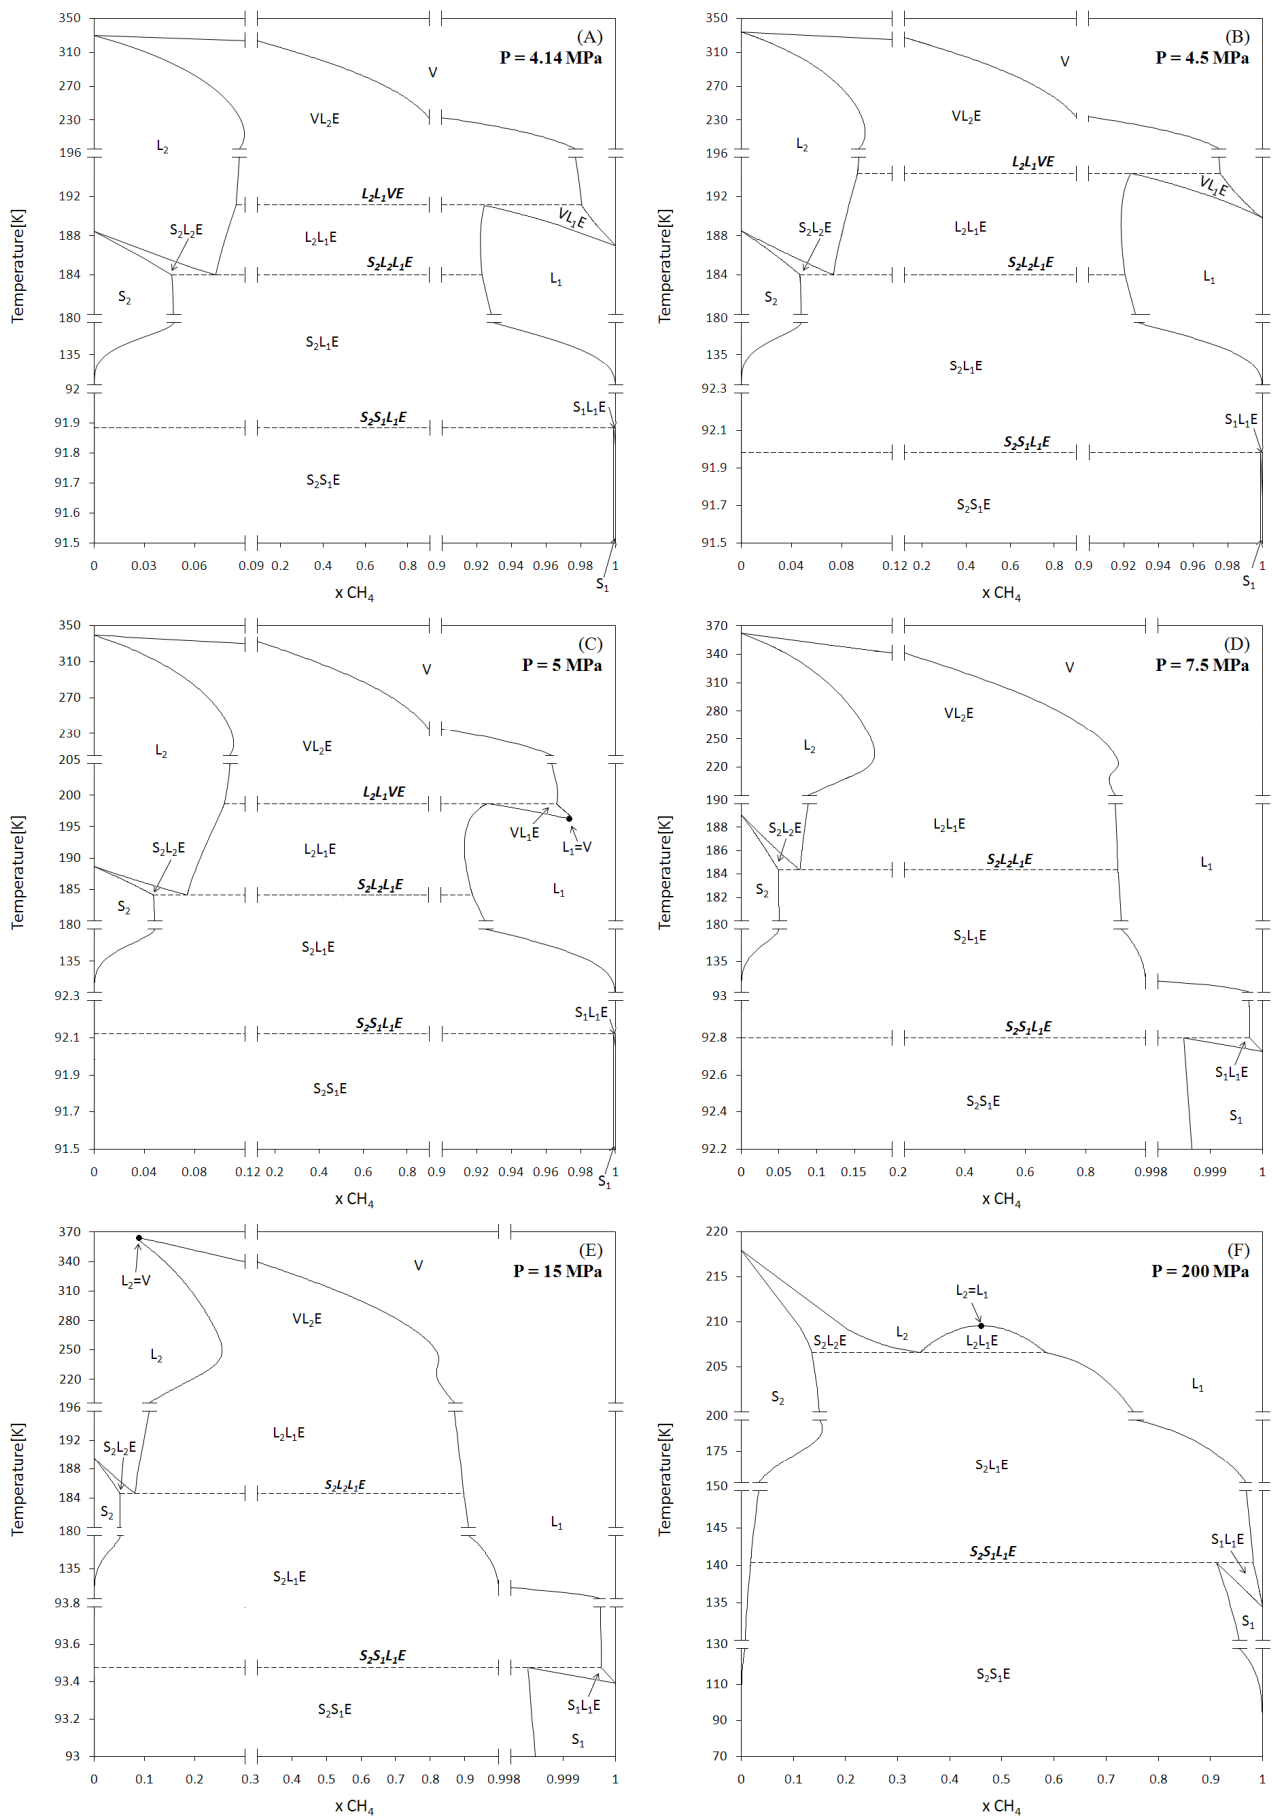 (A)
P = 4.14 MPa
Temperature[K]
350
310
270
230
196
192
188
184
180
135
92
91.9
91.8
91.7
91.6
91.5
V
VL2E
L2
L2L1VE
VL1E
S2L2E
L2L1E
S2L2L1E
L1
S2
S2L1E
S1L1E
S2S1L1E
S2S1E
0 0.06 0.09 0.2 0.4 0.6 0.8 0.9 0.92 0.94 0.96 0.98 1
S1
x CH4
(B)
P = 4.5 MPa
Temperature[K]
350
310
270
230
196
192
188
184
180
135
92.3
92.1
91.9
91.7
91.5
V
VL2E
L2
L2L1VE
VL1E
S2L2E
L2L1E
S2L2L1E
L1
S2
S2L1E
S1L1E
S2S1L1E
S2S1E
0 0.04 0.08 0.12 0.2 0.4 0.6 0.8 0.9 0.92 0.94 0.96 0.98 1
S1
x CH4
(C)
P = 5 MPa
Temperature[K]
350
310
270
230
205
200
195
190
185
180
135
92.3
92.1
91.9
91.7
91.5
V
L2
VL2E
L2L1VE
VL1E
L1=V
S2L2E
L2L1E
S2L2L1E
L1
S2
S2L1E
S1L1E
S2S1L1E
S2S1E
0 0.04 0.08 0.12 0.2 0.4 0.6 0.8 0.9 0.94 0.96 0.98 1
S1
x CH4
(D)
P = 7.5 MPa
Temperature[K]
370
340
310
280
250
220
190
188
186
184
182
180
135
93
92.8
92.6
92.4
92.2
V
VL2E
L2
L2L1E
S2L2E
S2L2L1E
L1
S2
S2L1E
S2S1L1E
S1L1E
S2S1E
S1
0 0.05 0.1 0.15 0.2 0.4 0.6 0.8 0.998 0.999 1
x CH4
(E)
P = 15 MPa
Temperature[K]
370
340
310
280
250
220
196
192
188
184
180
135
93.8
93.6
93.4
93.2
93
L2=V
V
VL2E
L2
L2L1E
S2L2E
S2L2L1E
S2
L1
S2L1E
S2S1L1E
S1L1E
S2S1E
S1
0 0.1 0.2 0.3 0.4 0.5 0.6 0.7 0.8 0.9 0.998 0.999 1
x CH4
(F)
P = 200 MPa
Temperature[K]
220
215
210
205
200
175
150
145
140
135
130
110
90
70
L2=L1
L2
S2L2E
L2L1E
S2
L1
S2L1E
S1L1E
S2S1L1E
S1
S2S1E
0 0.1 0.2 0.3 0.4 0.5 0.6 0.7 0.8 0.9 1
x CH4